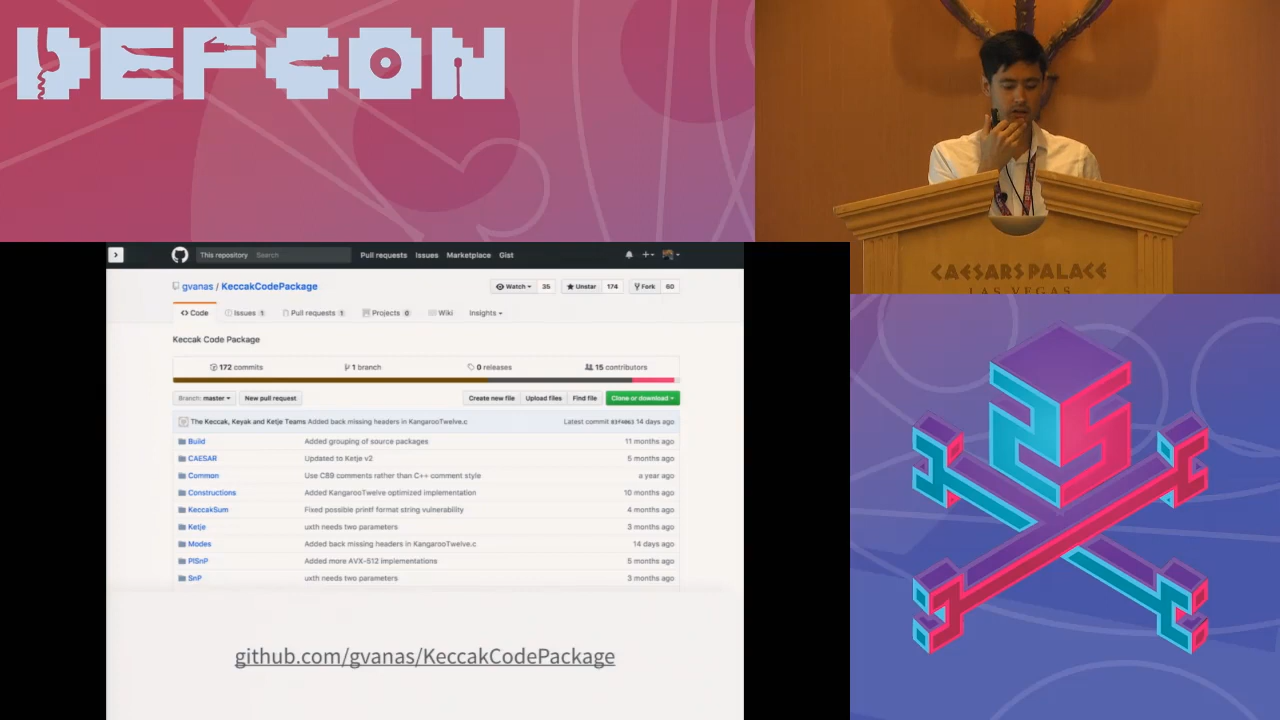 DEFCON
CAESARS PALACE
LAS VEGAS
This repository Search Pull requests Issues Marketplace Gist
gvanas / KeccakCodePackage
Watch 35 Unstar 174 Fork 60
Code Issues 1 Pull requests 1 Projects 0 Wiki Insights
Keccak Code Package
172 commits 1 branch 0 releases 15 contributors
Branch: master New pull request Create new file Upload files Find file Clone or download
The Keccak, Keyak and Ketje Teams Added back missing headers in KangarooTwelve.c Latest commit 14 days ago
Build Added grouping of source packages 11 months ago
CAESAR Updated to Ketje v2 5 months ago
Common Use C89 comments rather than C++ comment style a year ago
Constructions Added KangarooTwelve optimized implementation 10 months ago
KeccakSum Fixed possible printf format string vulnerability 4 months ago
Ketje uxth needs two parameters 3 months ago
Modes Added back missing headers in KangarooTwelve.c 14 days ago
PlSnP Added more AVX-512 implementations 5 months ago
SnP uxth needs two parameters 3 months ago
github.com/gvanas/KeccakCodePackage
25